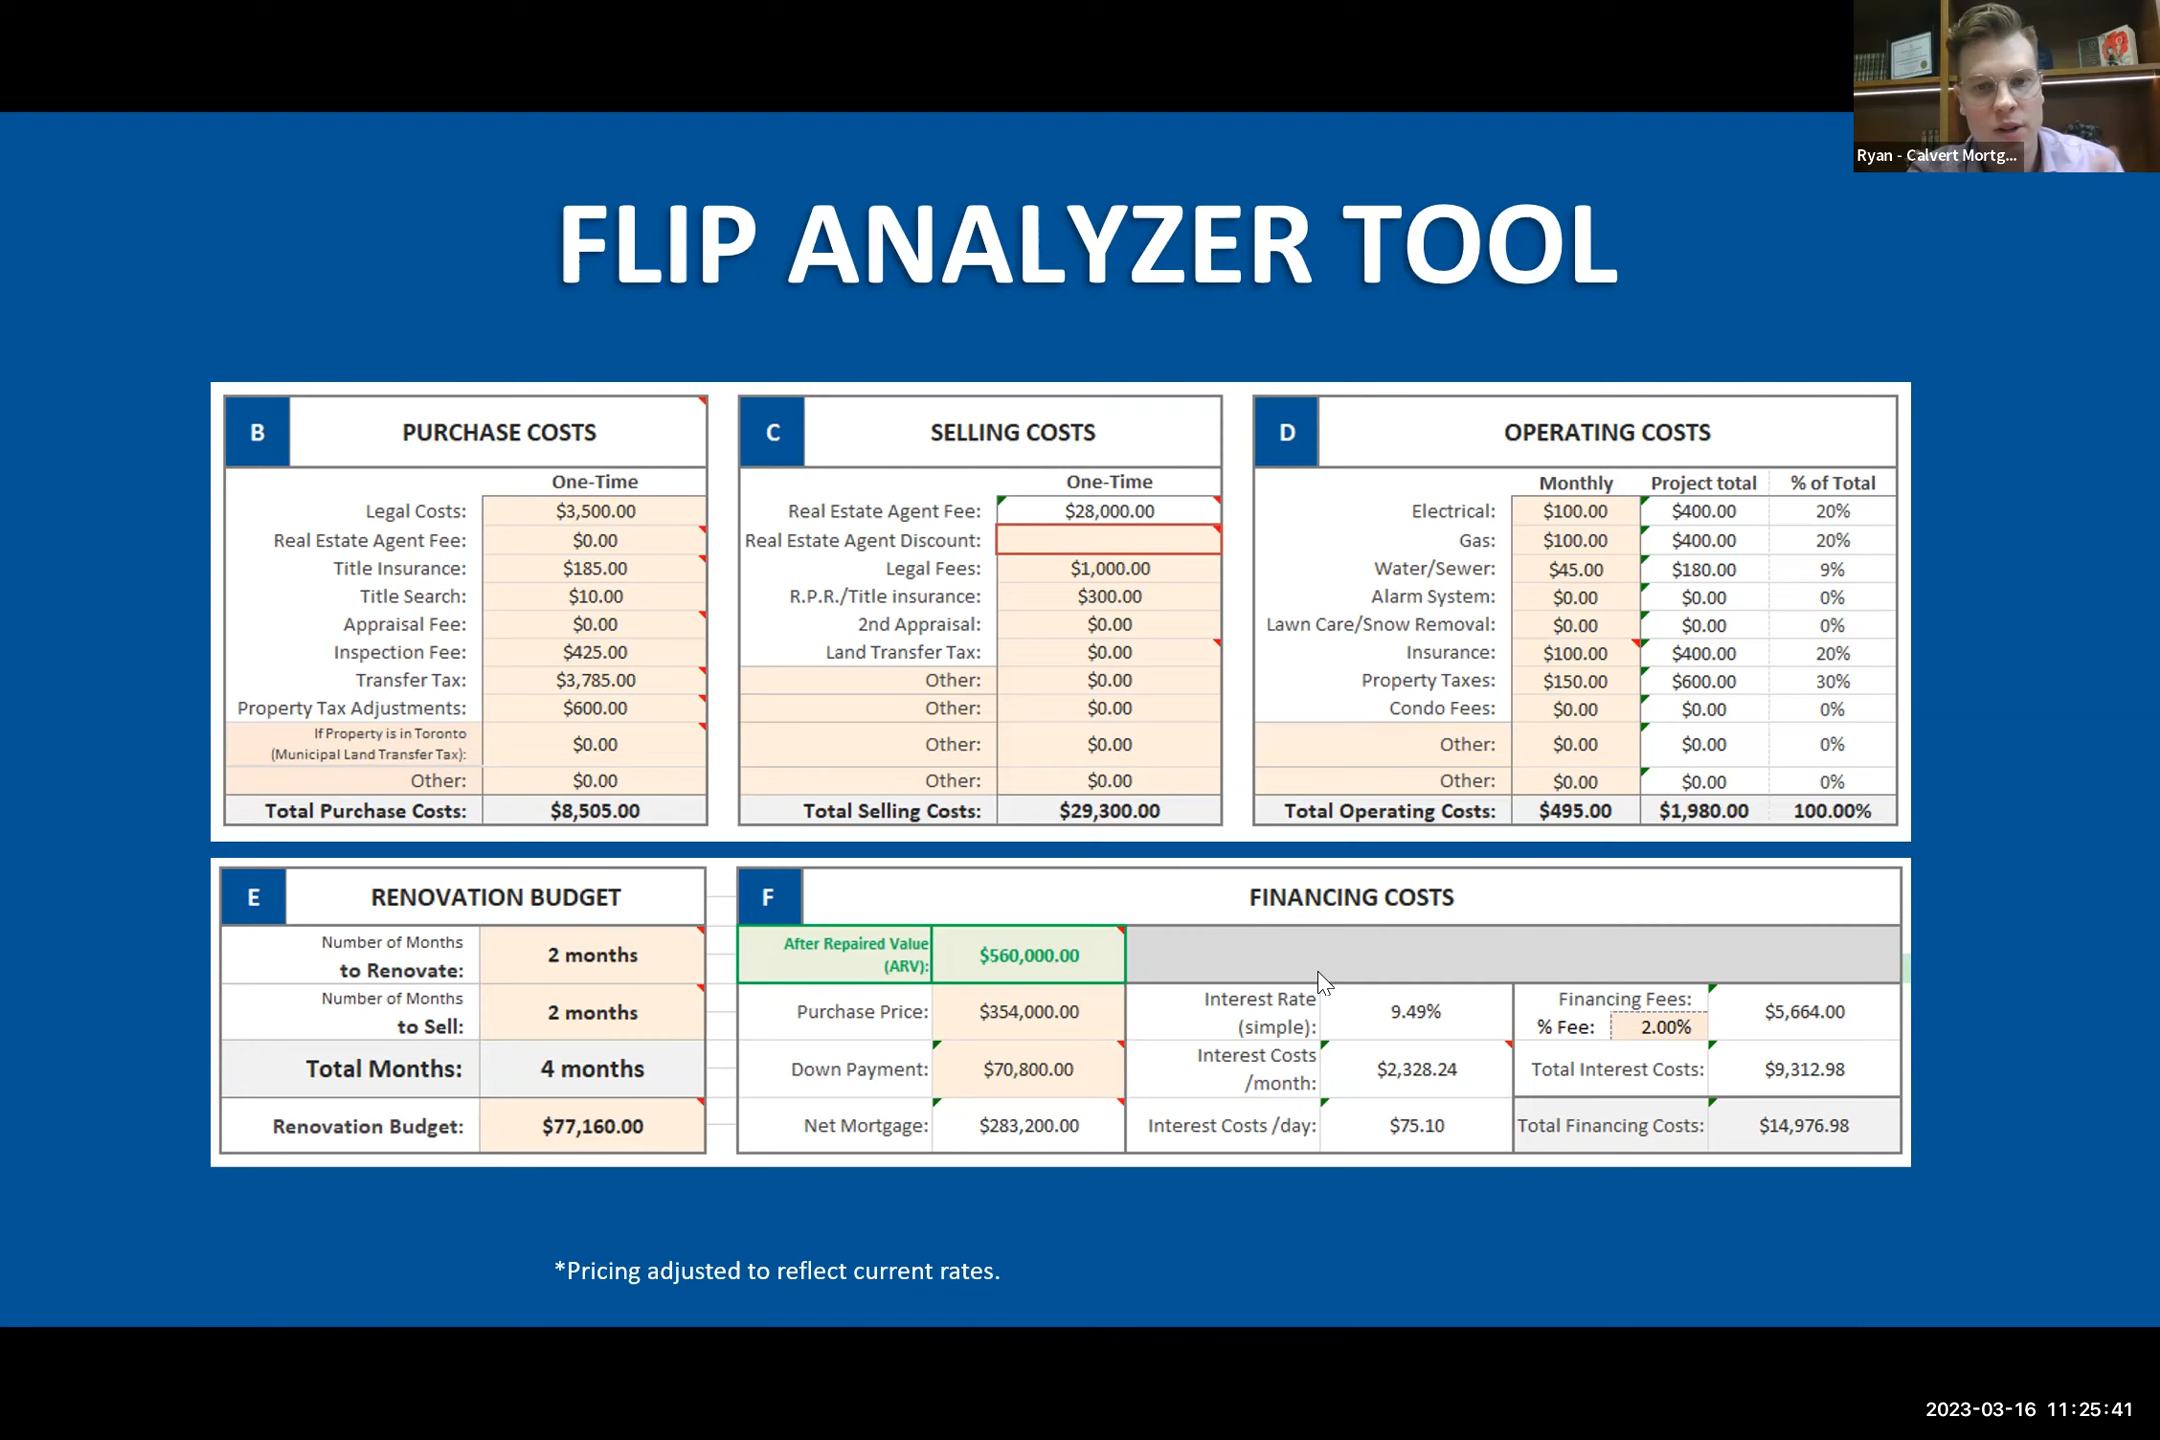 Ryan - Calvert Mortg...
FLIP ANALYZER TOOL
B PURCHASE COSTS
One-Time
Legal Costs: $3,500.00
Real Estate Agent Fee: $0.00
Title Insurance: $185.00
Title Search: $10.00
Appraisal Fee: $0.00
Inspection Fee: $425.00
Transfer Tax: $3,785.00
Property Tax Adjustments: $600.00
If Property is in Toronto
(Municipal Land Transfer Tax): $0.00
Other: $0.00
Total Purchase Costs: $8,505.00
C SELLING COSTS
One-Time
Real Estate Agent Fee: $28,000.00
Real Estate Agent Discount:
Legal Fees: $1,000.00
R.P.R./Title insurance: $300.00
2nd Appraisal: $0.00
Land Transfer Tax: $0.00
Other: $0.00
Other: $0.00
Other: $0.00
Other: $0.00
Total Selling Costs: $29,300.00
D OPERATING COSTS
Monthly Project total % of Total
Electrical: $100.00 $400.00 20%
Gas: $100.00 $400.00 20%
Water/Sewer: $45.00 $180.00 9%
Alarm System: $0.00 $0.00 0%
Lawn Care/Snow Removal: $0.00 $0.00 0%
Insurance: $100.00 $400.00 20%
Property Taxes: $150.00 $600.00 30%
Condo Fees: $0.00 $0.00 0%
Other: $0.00 $0.00 0%
Other: $0.00 $0.00 0%
Total Operating Costs: $495.00 $1,980.00 100.00%
E RENOVATION BUDGET
Number of Months
to Renovate: 2 months
Number of Months
to Sell: 2 months
Total Months: 4 months
Renovation Budget: $77,160.00
F FINANCING COSTS
After Repaired Value
(ARV): $560,000.00
Purchase Price: $354,000.00
Down Payment: $70,800.00
Net Mortgage: $283,200.00
Interest Rate
(simple): 9.49%
Interest Costs
/month: $2,328.24
Interest Costs /day: $75.10
Financing Fees: $5,664.00
% Fee: 2.00%
Total Interest Costs: $9,312.98
Total Financing Costs: $14,976.98
*Pricing adjusted to reflect current rates.
2023-03-16 11:25:41